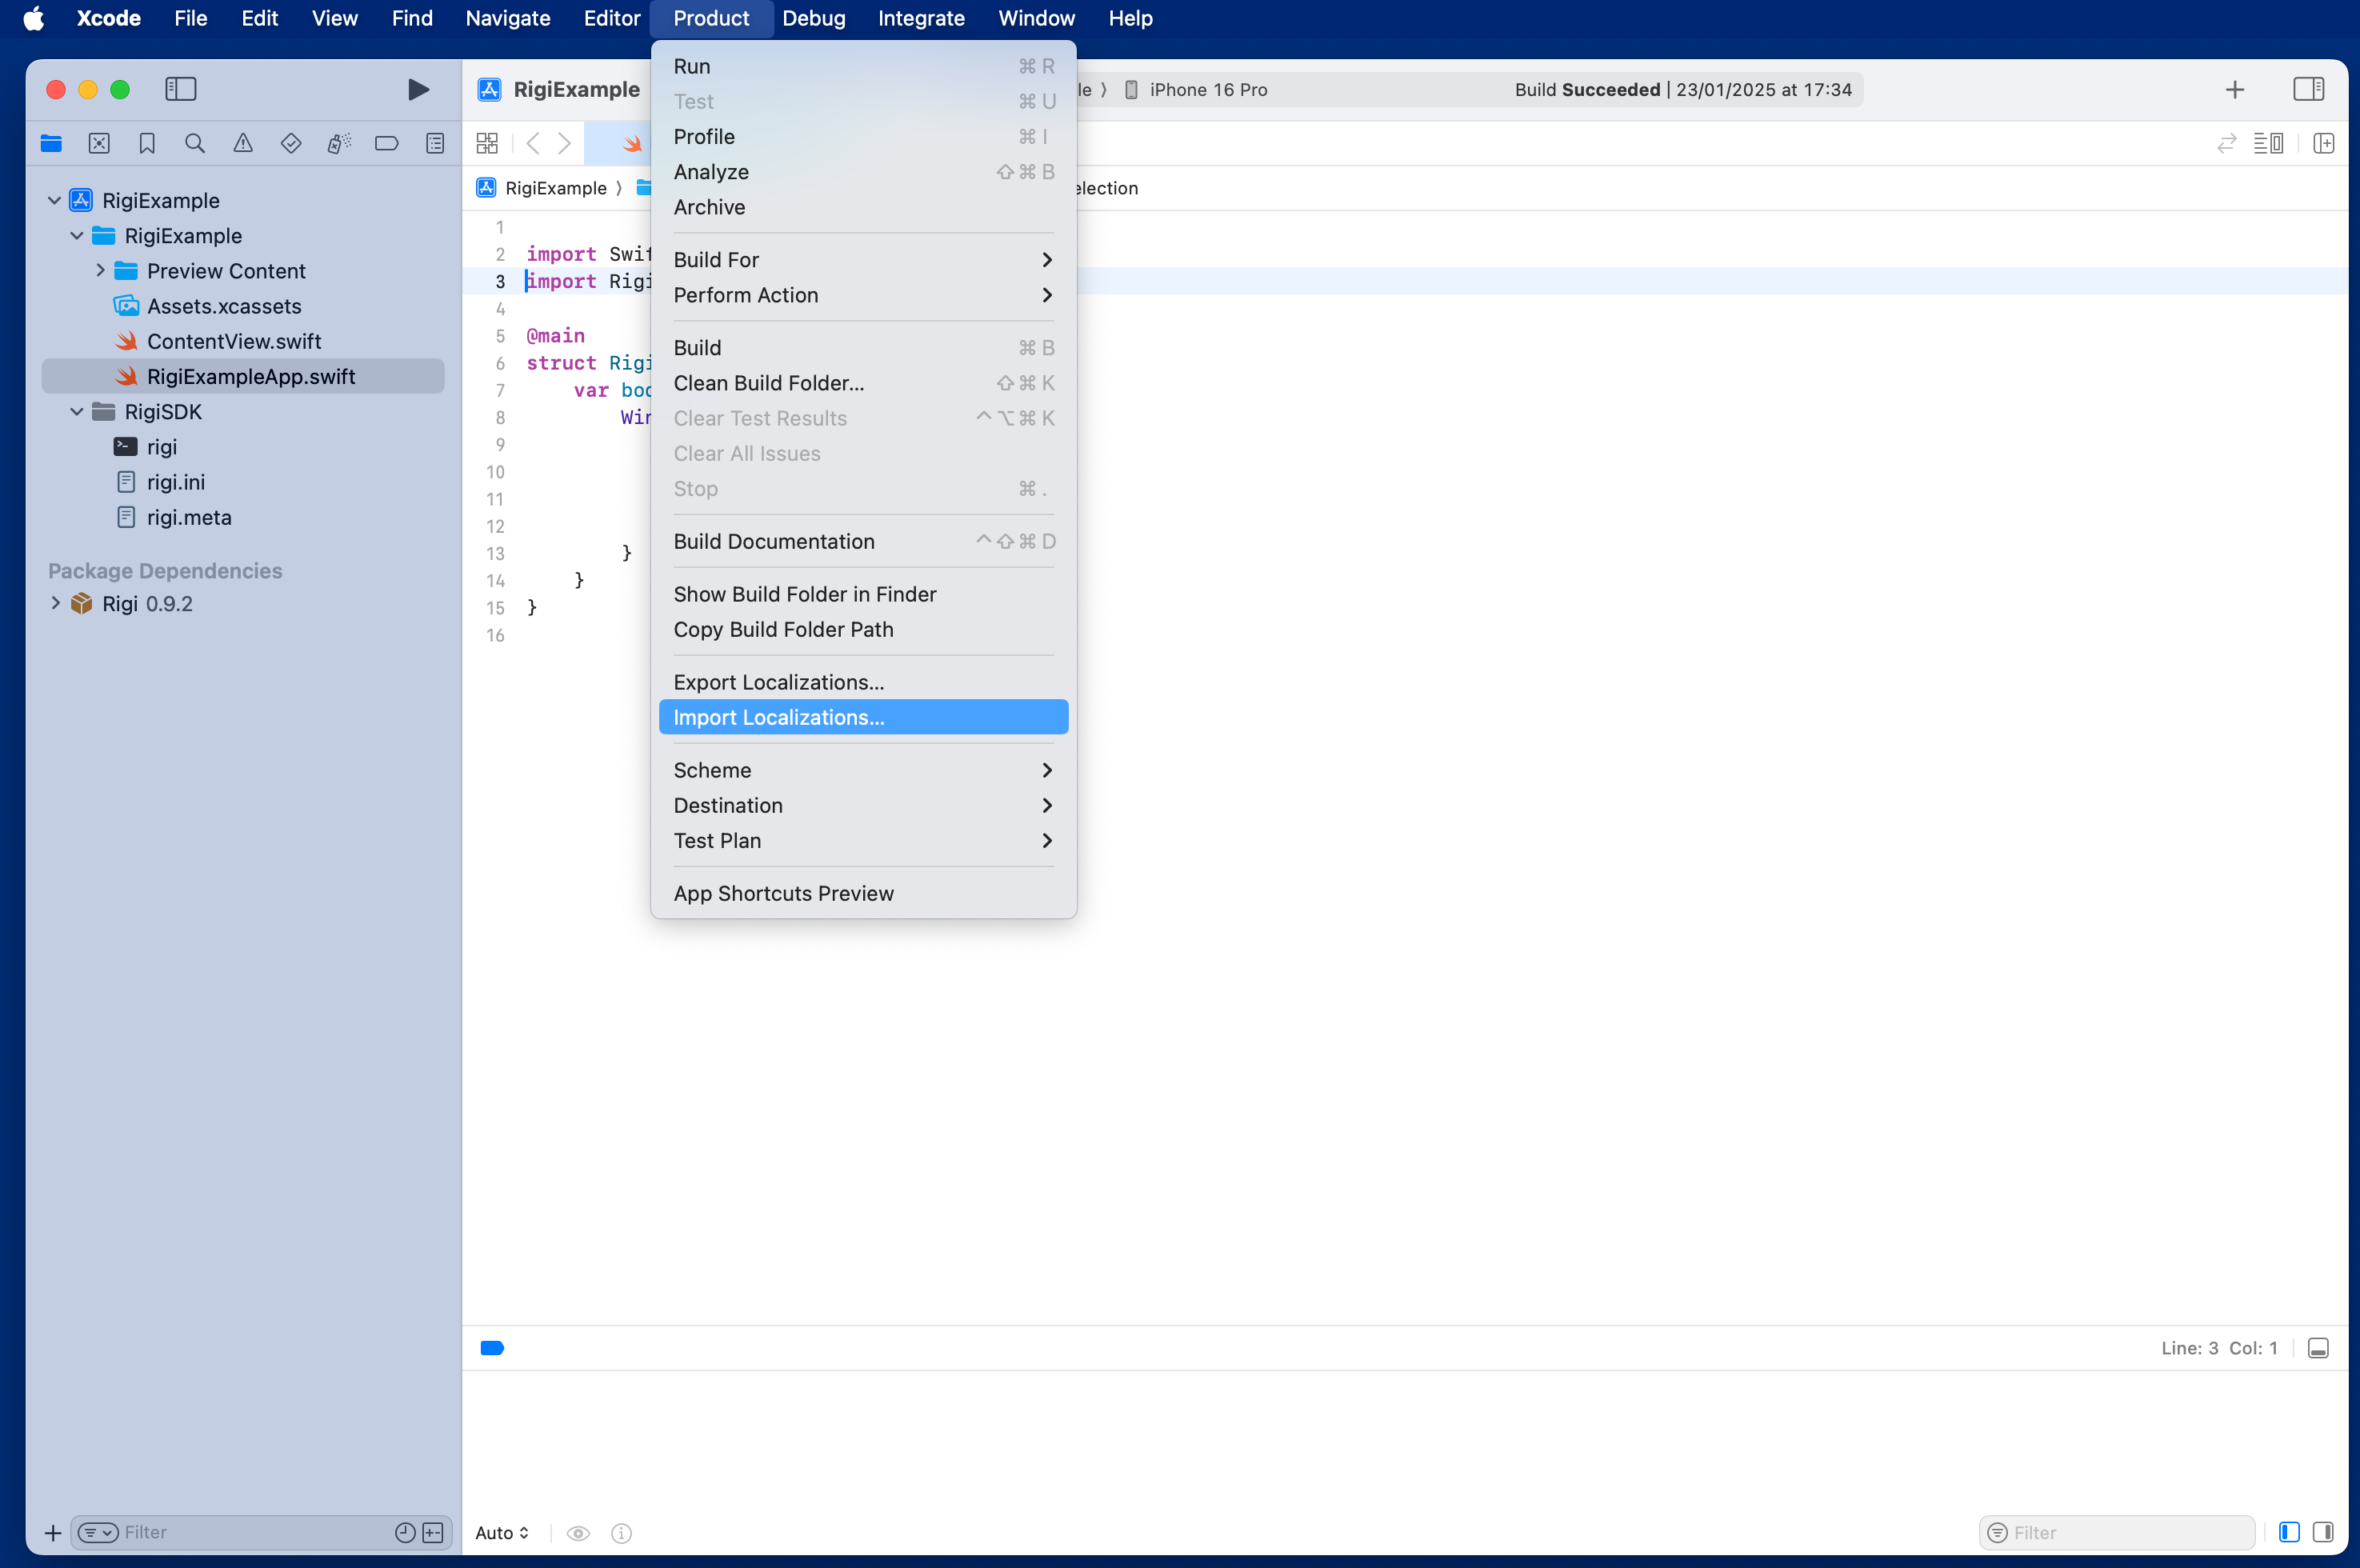 Xcode File Edit View Find Navigate Editor Product Debug Integrate Window Help
RigiExample
le 〉 iPhone 16 Pro
Build Succeeded | 23/01/2025 at 17:34
RigiExample 〉
election
RigiExample
RigiExample
Preview Content
Assets.xcassets
ContentView.swift
RigiExampleApp.swift
RigiSDK
rigi
rigi.ini
rigi.meta
Package Dependencies
Rigi 0.9.2
Filter
1
2 import Swif
3 import Rigi
4
5 @main
6 struct Rigi
7 var bod
8 Win
9
10
11
12
13 }
14 }
15 }
16
Run ⌘ R
Test ⌘ U
Profile ⌘ I
Analyze ⇧ ⌘ B
Archive
Build For
Perform Action
Build ⌘ B
Clean Build Folder... ⇧ ⌘ K
Clear Test Results ^ ⌥ ⌘ K
Clear All Issues
Stop ⌘ .
Build Documentation ^ ⇧ ⌘ D
Show Build Folder in Finder
Copy Build Folder Path
Export Localizations...
Import Localizations...
Scheme
Destination
Test Plan
App Shortcuts Preview
Line: 3 Col: 1
Auto
Filter